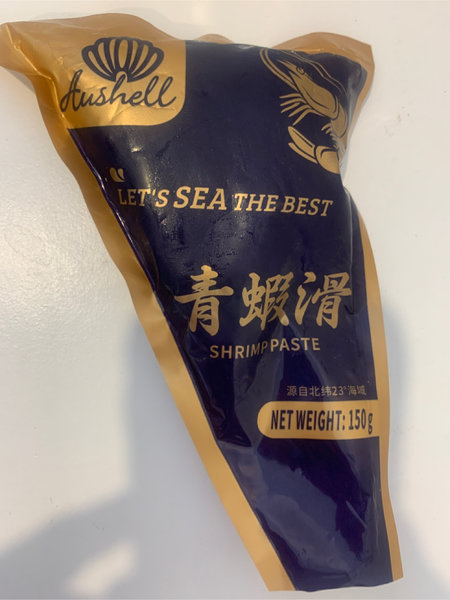 Aushell
LET'S SEA THE BEST
青蝦滑
SHRIMP PASTE
源自北纬23°海域
NET WEIGHT: 150g